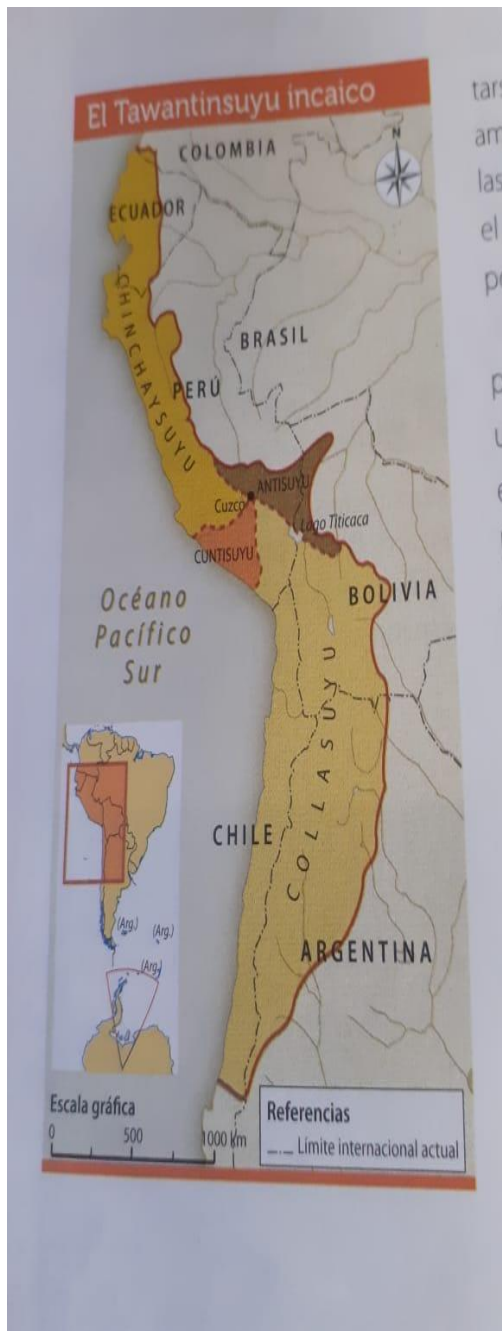 El Tawantinsuyu incaico
COLOMBIA
N
ECUADOR
CHINCHAYSUYU
BRASIL
PERÚ
ANTISUYU
Cuzco
Lago Titicaca
CUNTISUYU
BOLIVIA
Océano
Pacífico
Sur
COLLASUYU
CHILE
(Arg.)
(Arg.)
(Arg.)
ARGENTINA
Escala gráfica
0 500 1000 km
Referencias
Límite internacional actual
tars
am
las
el